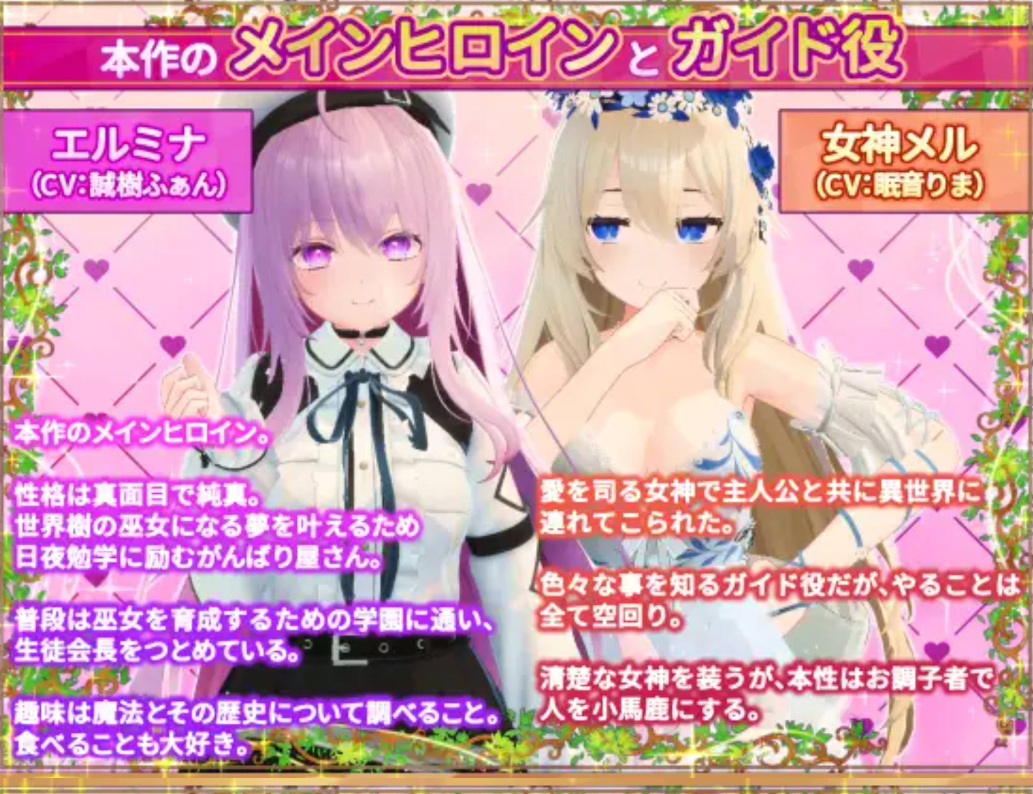 本作のメインヒロインとガイド役
エルミナ
(CV:誠樹ふぁん)
女神メル
(CV:眠音りま)
本作のメインヒロイン。
性格は真面目で純真。
世界樹の巫女になる夢を叶えるため
日夜勉学に励むがんばり屋さん。
普段は巫女を育成するための学園に通い、
生徒会長をつとめている。
趣味は魔法とその歴史について調べること。
食べることも大好き。
愛を司る女神で主人公と共に異世界に
連れてこられた。
色々な事を知るガイド役だが、やることは
全て空回り。
清楚な女神を装うが、本性はお調子者で
人を小馬鹿にする。